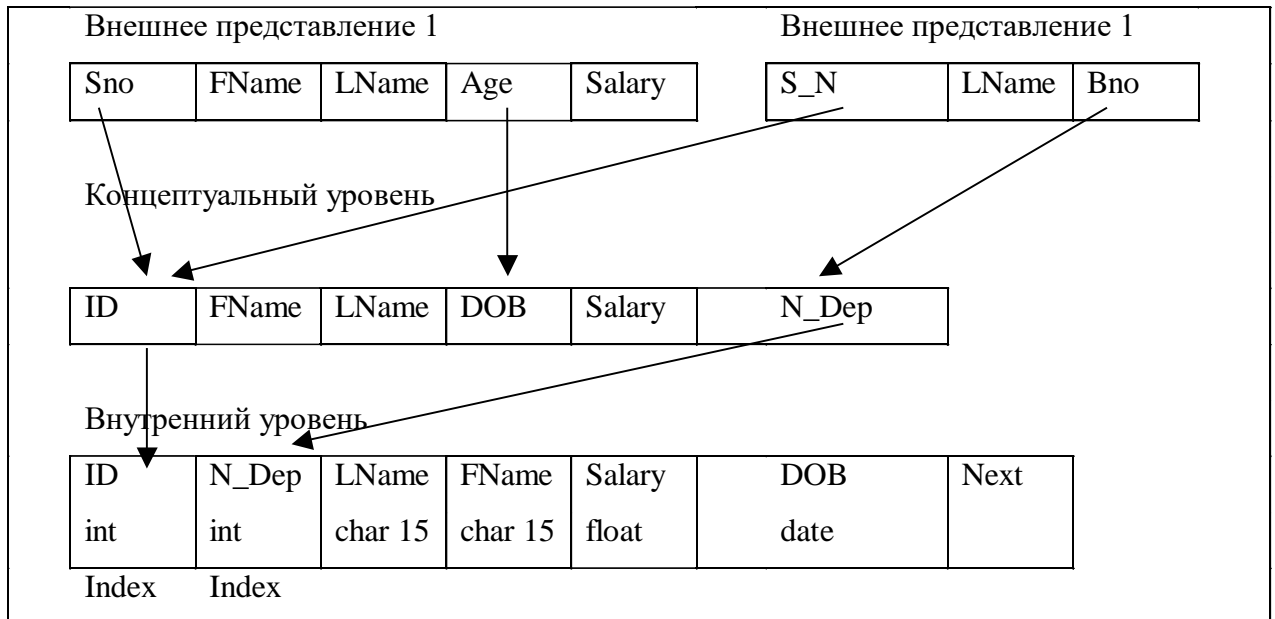 Внешнее представление 1 Внешнее представление 1
Sno FName LName Age Salary S_N LName Bno
Концептуальный уровень
ID FName LName DOB Salary N_Dep
Внутренний уровень
ID N_Dep LName FName Salary DOB Next
int int char 15 char 15 float date
Index Index